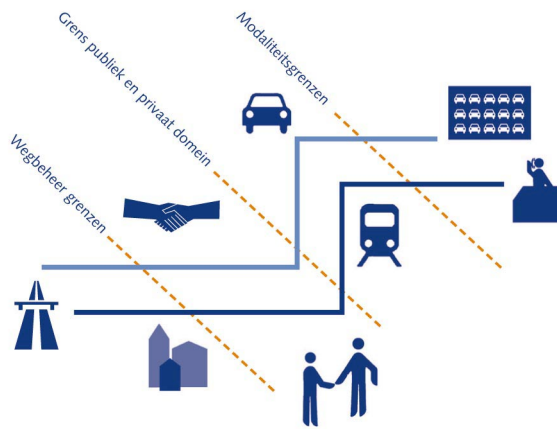 Wegbeheer grenzen
Grens publiek en privaat domein
Modaliteitsgrenzen